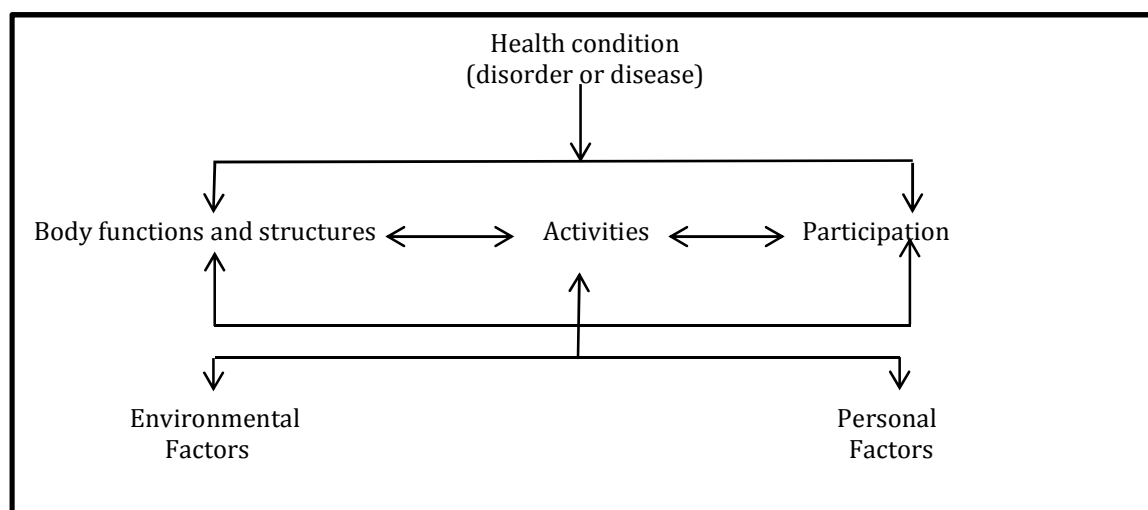 Health condition
(disorder or disease)
Body functions and structures Activities Participation
Environmental Personal
Factors Factors